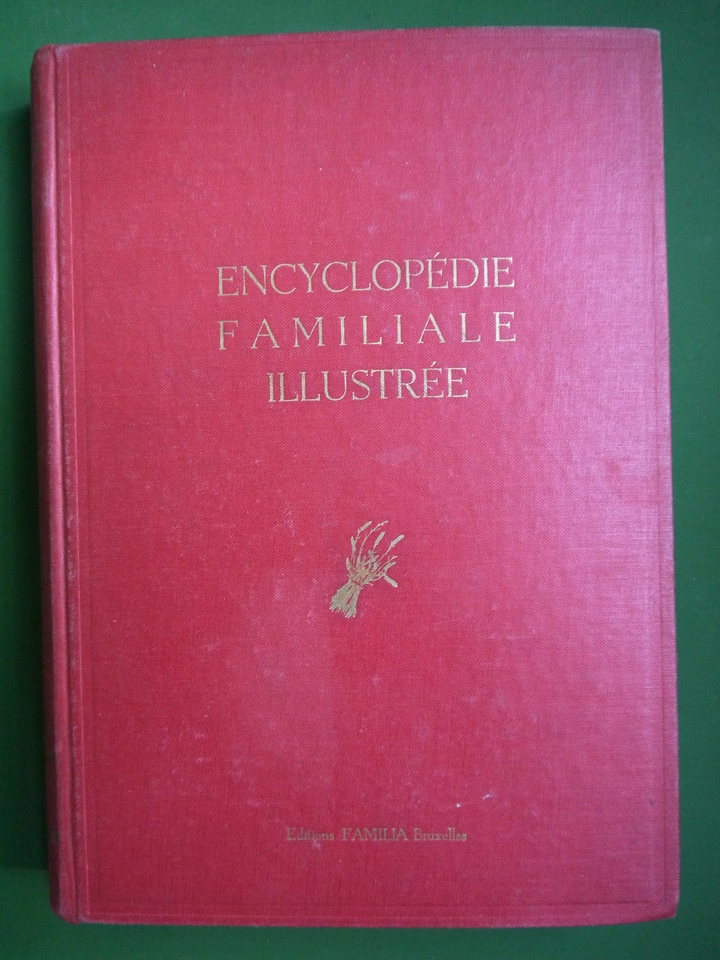 ENCYCLOPÉDIE
FAMILIALE
ILLUSTRÉE
Editions FAMILIA Bruxelles